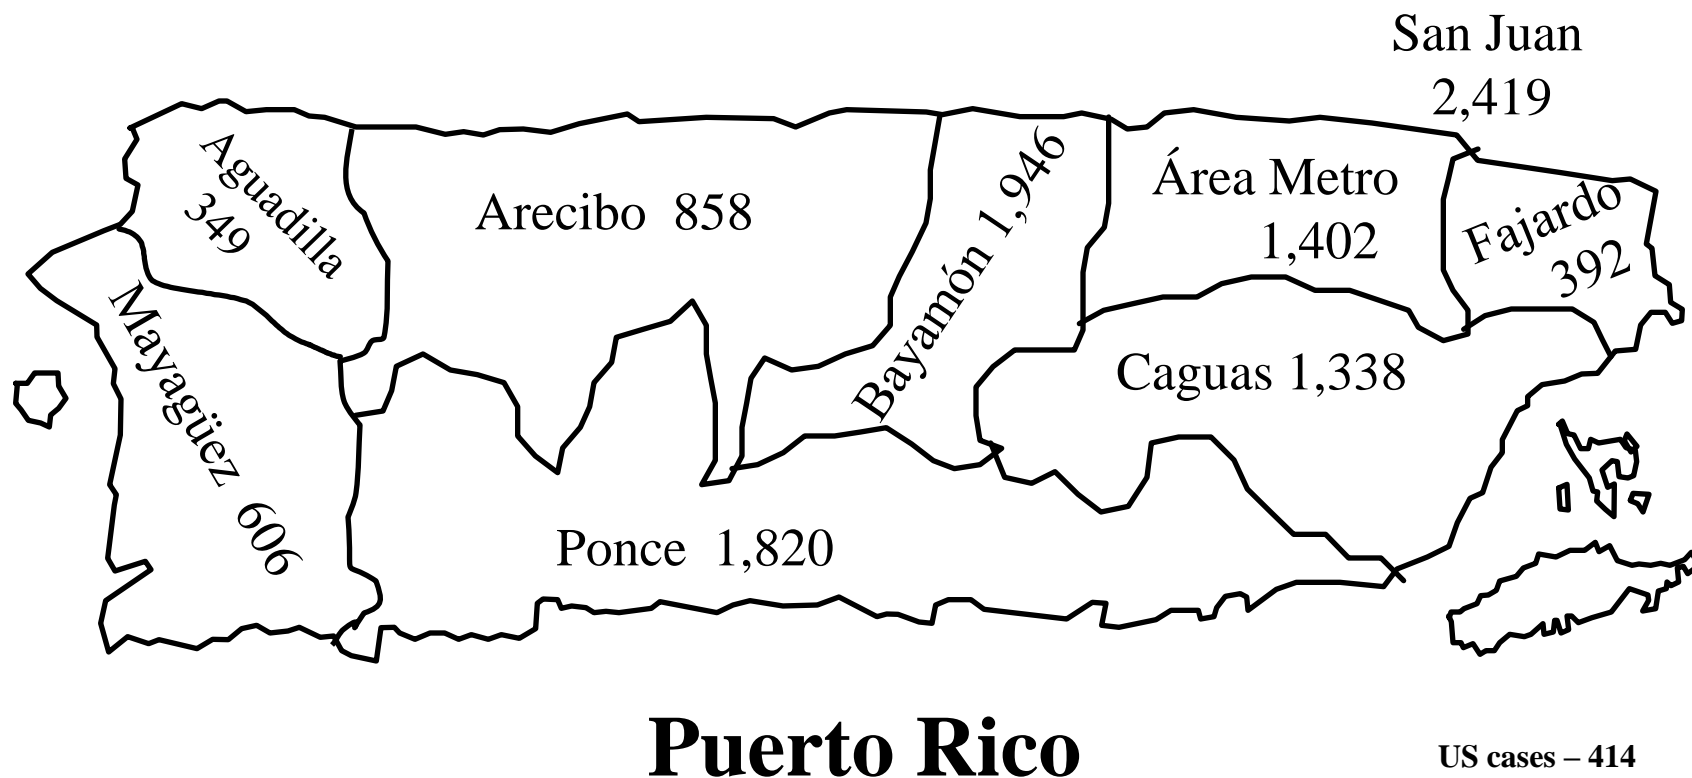 San Juan
2,419
Aguadilla
349
Arecibo 858
Bayamón 1,946
Área Metro
1,402
Fajardo
392
Mayagüez 606
Caguas 1,338
Ponce 1,820
Puerto Rico
US cases – 414